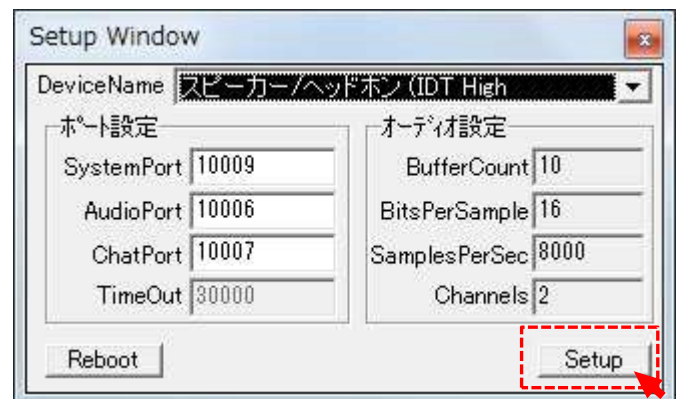 Setup Window
DeviceName スピーカー/ヘッドホン (IDT High
ポート設定
SystemPort 10009
AudioPort 10006
ChatPort 10007
TimeOut 30000
オーディオ設定
BufferCount 10
BitsPerSample 16
SamplesPerSec 8000
Channels 2
Reboot
Setup